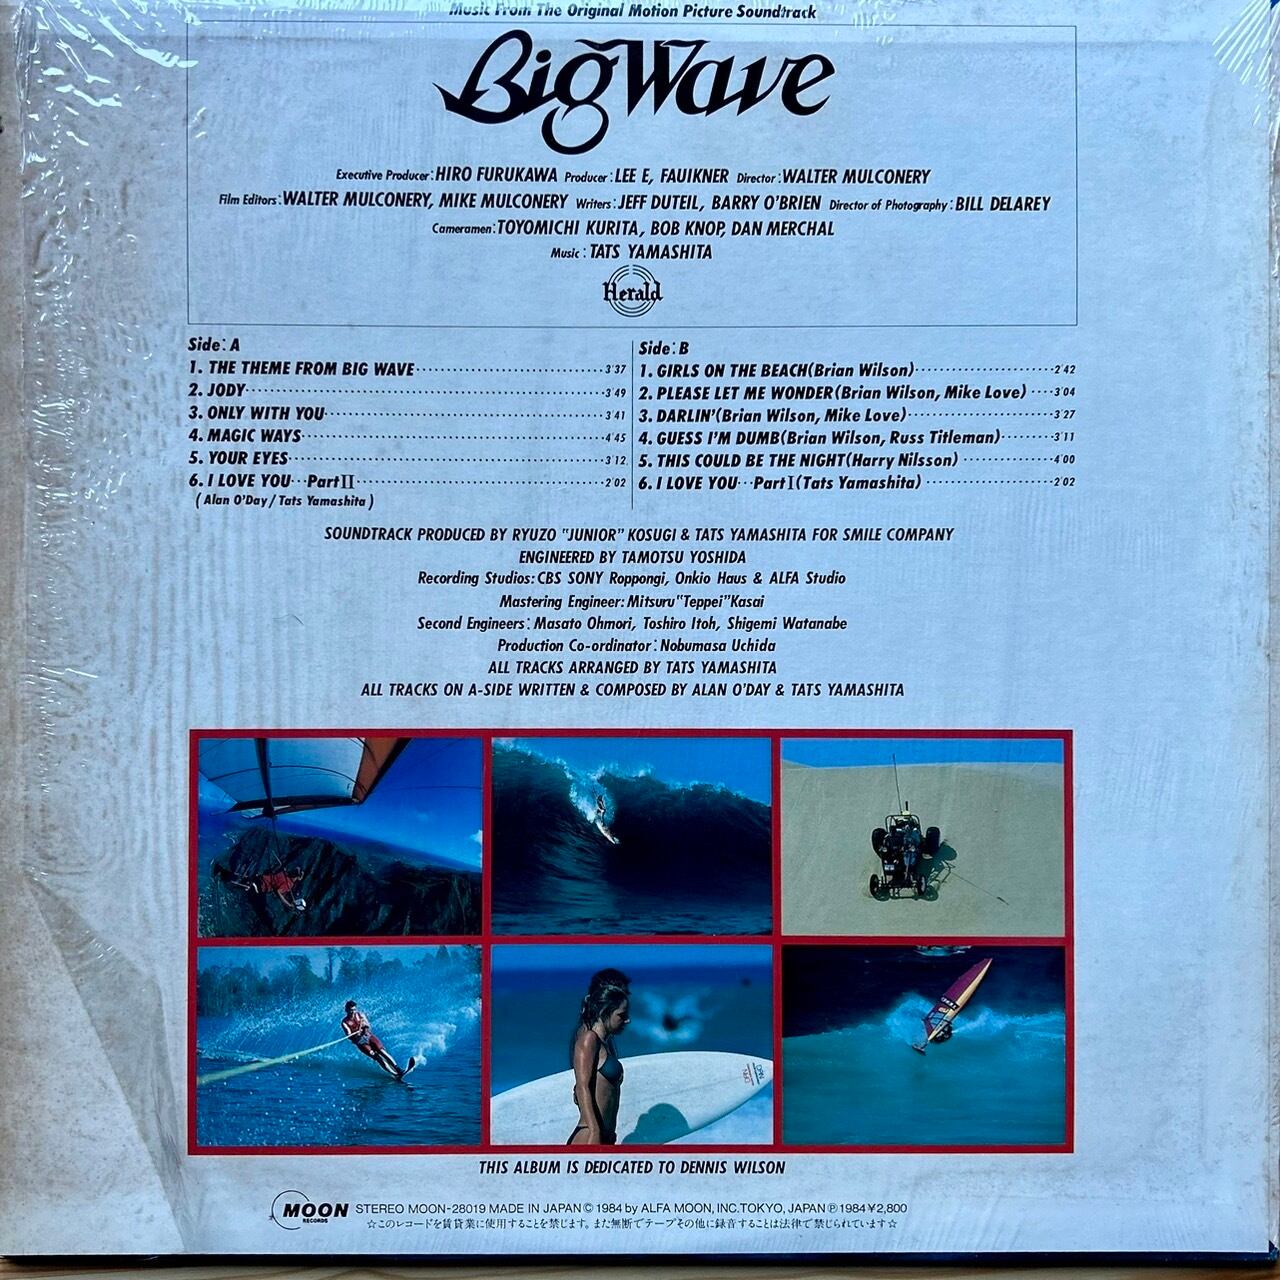 Music From The Original Motion Picture Soundtrack
Big Wave
Executive Producer: HIRO FURUKAWA Producer: LEE E, FAUIKNER Director: WALTER MULCONERY
Film Editors: WALTER MULCONERY, MIKE MULCONERY Writers: JEFF DUTEIL, BARRY O'BRIEN Director of Photography: BILL DELAREY
Cameramen: TOYOMICHI KURITA, BOB KNOP, DAN MERCHAL
Music: TATS YAMASHITA
Herald
Side: A
1. THE THEME FROM BIG WAVE 3'37
2. JODY 3'49
3. ONLY WITH YOU 3'41
4. MAGIC WAYS 4'45
5. YOUR EYES 3'12
6. I LOVE YOU···Part II 2'02
(Alan O'Day / Tats Yamashita)
Side: B
1. GIRLS ON THE BEACH (Brian Wilson) 2'42
2. PLEASE LET ME WONDER (Brian Wilson, Mike Love) 3'04
3. DARLIN' (Brian Wilson, Mike Love) 3'27
4. GUESS I'M DUMB (Brian Wilson, Russ Titleman) 3'11
5. THIS COULD BE THE NIGHT (Harry Nilsson) 4'00
6. I LOVE YOU···Part I (Tats Yamashita) 2'02
SOUNDTRACK PRODUCED BY RYUZO "JUNIOR" KOSUGI & TATS YAMASHITA FOR SMILE COMPANY
ENGINEERED BY TAMOTSU YOSHIDA
Recording Studios: CBS SONY Roppongi, Onkio Haus & ALFA Studio
Mastering Engineer: Mitsuru "Teppei" Kasai
Second Engineers: Masato Ohmori, Toshiro Itoh, Shigemi Watanabe
Production Co-ordinator: Nobumasa Uchida
ALL TRACKS ARRANGED BY TATS YAMASHITA
ALL TRACKS ON A-SIDE WRITTEN & COMPOSED BY ALAN O'DAY & TATS YAMASHITA
THIS ALBUM IS DEDICATED TO DENNIS WILSON
MOON RECORDS
STEREO MOON-28019 MADE IN JAPAN © 1984 by ALFA MOON, INC. TOKYO, JAPAN ℗ 1984 ¥2,800
☆このレコードを賃貸業に使用することを禁じます。また無断でテープその他に録音することは法律で禁じられています☆